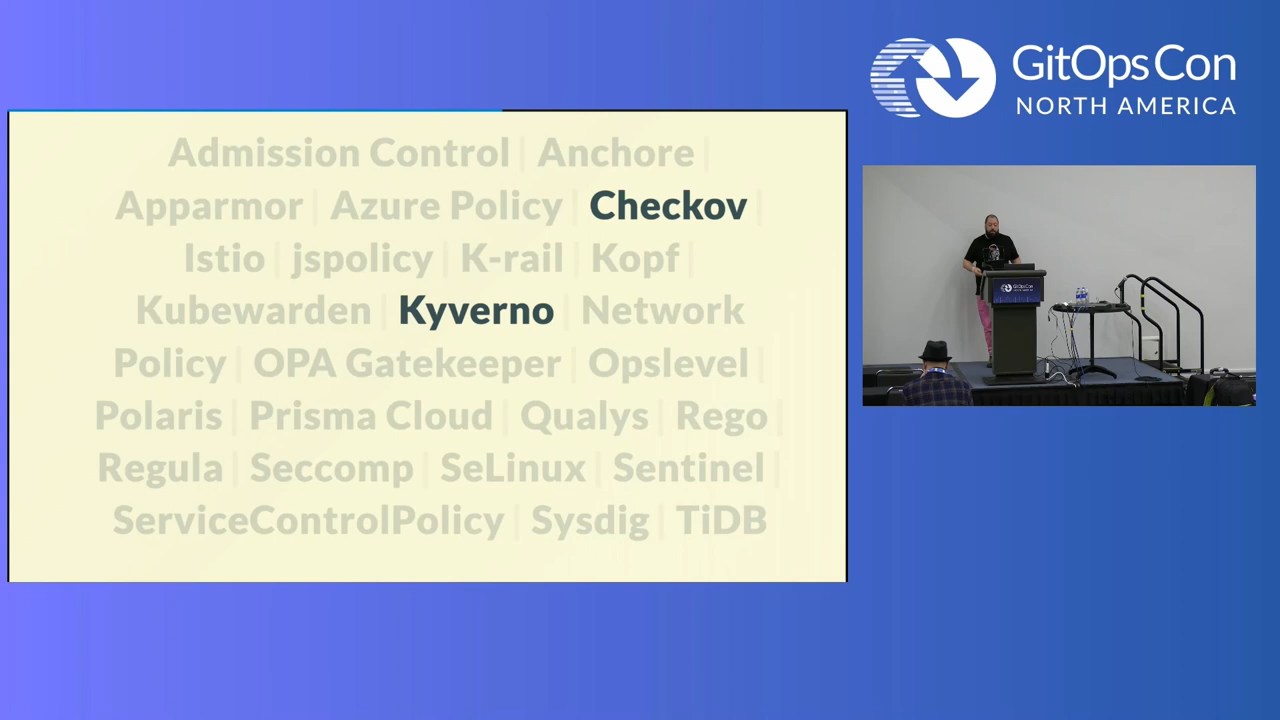 GitOpsCon
NORTH AMERICA
Admission Control | Anchore |
Apparmor | Azure Policy | Checkov |
Istio | jspolicy | K-rail | Kopf |
Kubewarden | Kyverno | Network
Policy | OPA Gatekeeper | Opslevel |
Polaris | Prisma Cloud | Qualys | Rego |
Regula | Seccomp | SeLinux | Sentinel |
ServiceControlPolicy | Sysdig | TiDB
GitOpsCon